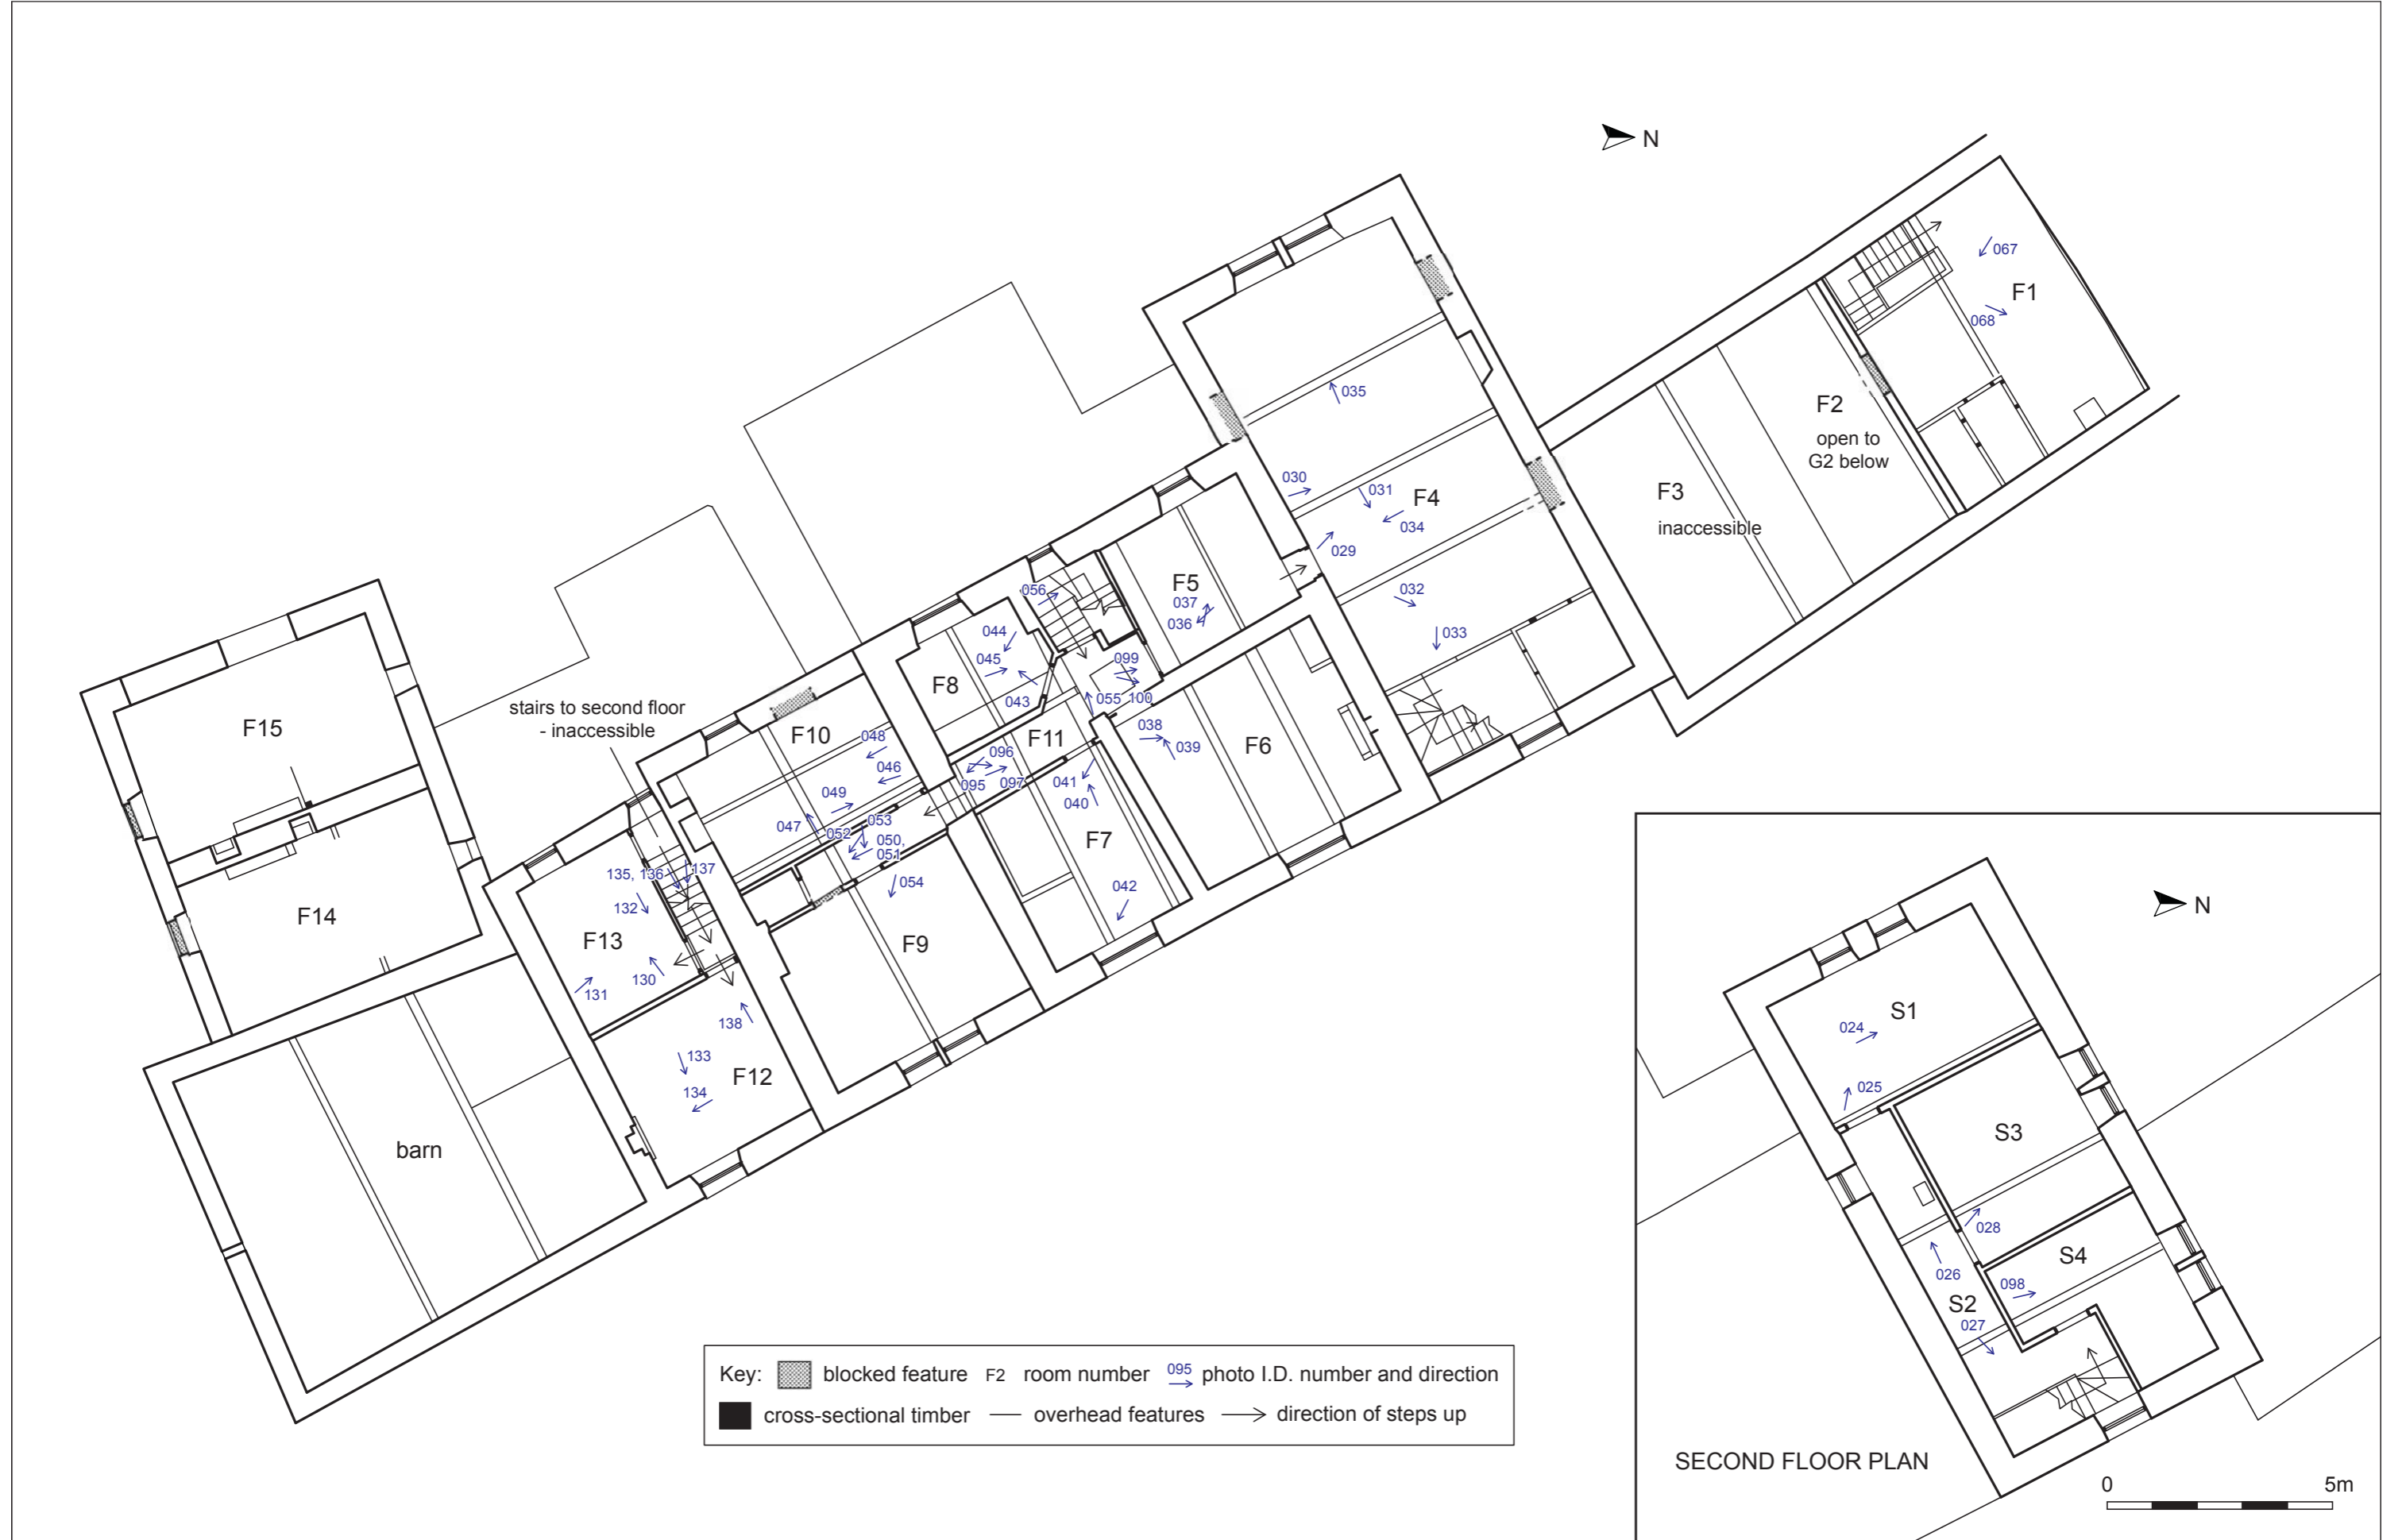 N
067
F1
068
035
F2
open to
G2 below
030
031
F4
034
029
F3
inaccessible
032
033
F5
037
036
056
044
045
F8
043
099
055
100
038
039
F6
F15
stairs to second floor
- inaccessible
F10
048
046
049
047
F11
096
095
097
041
040
F7
042
052
053
050,
051
054
F9
135, 136
137
132
F13
130
131
F14
138
133
134
F12
barn
N
S1
024
025
S3
028
026
S4
098
S2
027
SECOND FLOOR PLAN
0 5m
Key: blocked feature F2 room number 095 photo I.D. number and direction
cross-sectional timber overhead features direction of steps up